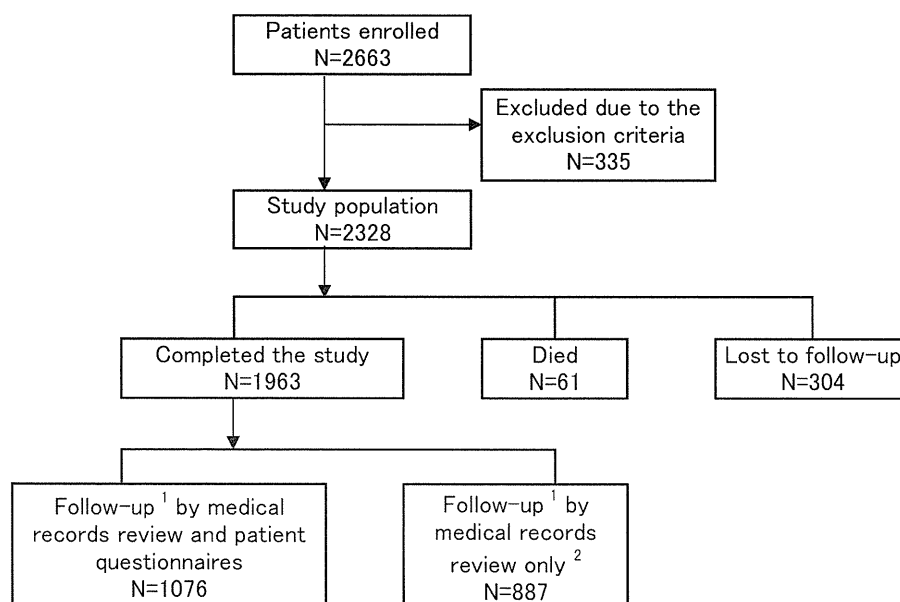 Patients enrolled
N=2663
Excluded due to the
exclusion criteria
N=335
Study population
N=2328
Completed the study
N=1963
Died
N=61
Lost to follow-up
N=304
Follow-up 1 by medical
records review and patient
questionnaires
N=1076
Follow-up 1 by
medical records
review only 2
N=887